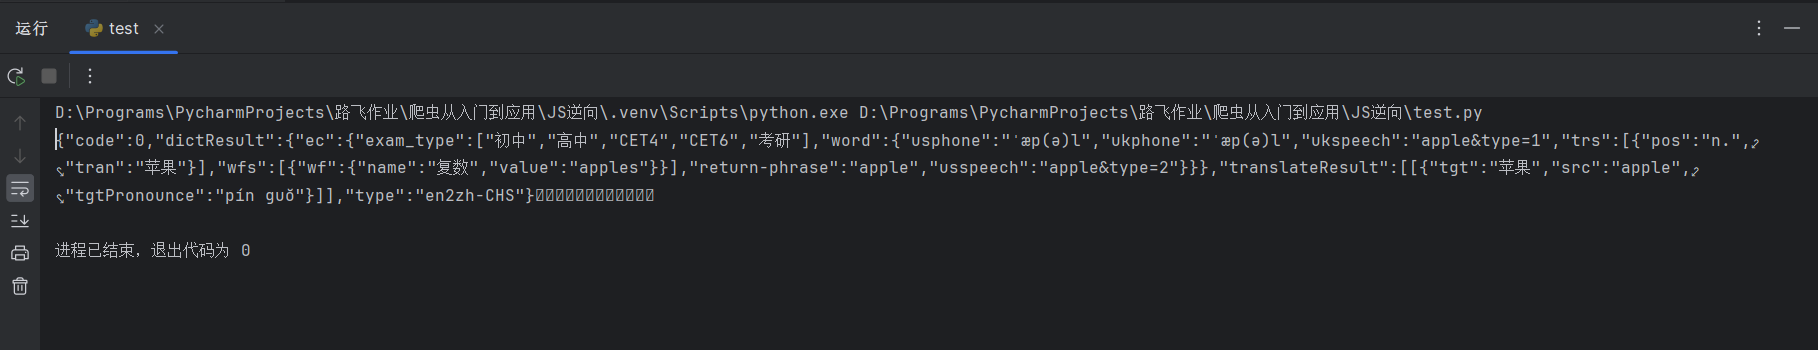 运行 test
D:\Programs\PycharmProjects\路飞作业\爬虫从入门到应用\JS逆向\.venv\Scripts\python.exe D:\Programs\PycharmProjects\路飞作业\爬虫从入门到应用\JS逆向\test.py
{"code":0,"dictResult":{"ec":{"exam_type":["初中","高中","CET4","CET6","考研"],"word":{"usphone":"ˈæp(ə)l","ukphone":"ˈæp(ə)l","ukspeech":"apple&type=1","trs":[{"pos":"n.",
"tran":"苹果"}],"wfs":[{"wf":{"name":"复数","value":"apples"}}],"return-phrase":"apple","usspeech":"apple&type=2"}}},"translateResult":[[{"tgt":"苹果","src":"apple",
"tgtPronounce":"pín guǒ"}]],"type":"en2zh-CHS"}
进程已结束，退出代码为 0